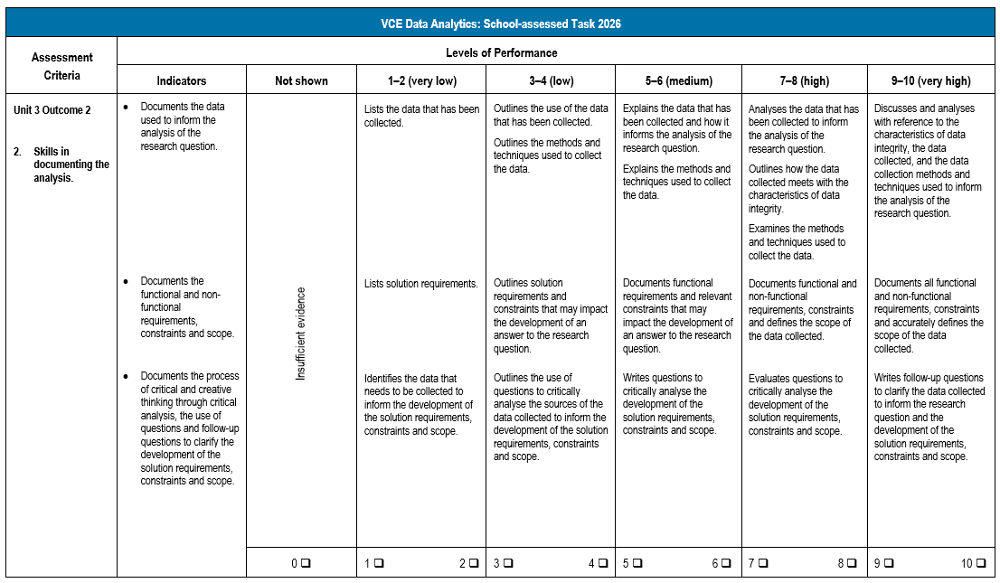 VCE Data Analytics: School-assessed Task 2026
Assessment
Criteria
Levels of Performance
Indicators
Not shown
1–2 (very low)
3–4 (low)
5–6 (medium)
7–8 (high)
9–10 (very high)
Unit 3 Outcome 2
2. Skills in
documenting the
analysis.
• Documents the data
used to inform the
analysis of the
research question.
Insufficient evidence
Lists the data that has been
collected.
Outlines the use of the data
that has been collected.
Outlines the methods and
techniques used to collect
the data.
Explains the data that has
been collected and how it
informs the analysis of the
research question.
Explains the methods and
techniques used to collect
the data.
Analyses the data that has
been collected to inform
the analysis of the
research question.
Outlines how the data
collected meets with the
characteristics of data
integrity.
Examines the methods
and techniques used to
collect the data.
Discusses and analyses
with reference to the
characteristics of data
integrity, the data
collected, and the data
collection methods and
techniques used to inform
the analysis of the
research question.
• Documents the
functional and non-
functional
requirements,
constraints and scope.
Lists solution requirements.
Outlines solution
requirements and
constraints that may impact
the development of an
answer to the research
question.
Documents functional
requirements and relevant
constraints that may
impact the development of
an answer to the research
question.
Documents functional and
non-functional
requirements, constraints
and defines the scope of
the data collected.
Documents all functional
and non-functional
requirements, constraints
and accurately defines the
scope of the data
collected.
• Documents the process
of critical and creative
thinking through critical
analysis, the use of
questions and follow-up
questions to clarify the
development of the
solution requirements,
constraints and scope.
Identifies the data that
needs to be collected to
inform the development of
the solution requirements,
constraints and scope.
Outlines the use of
questions to critically
analyse the sources of the
data collected to inform the
development of the solution
requirements, constraints
and scope.
Writes questions to
critically analyse the
development of the
solution requirements,
constraints and scope.
Evaluates questions to
critically analyse the
development of the
solution requirements,
constraints and scope.
Writes follow-up questions
to clarify the data collected
to inform the research
question and the
development of the
solution requirements,
constraints and scope.
0 ❑
1 ❑ 2 ❑
3 ❑ 4 ❑
5 ❑ 6 ❑
7 ❑ 8 ❑
9 ❑ 10 ❑